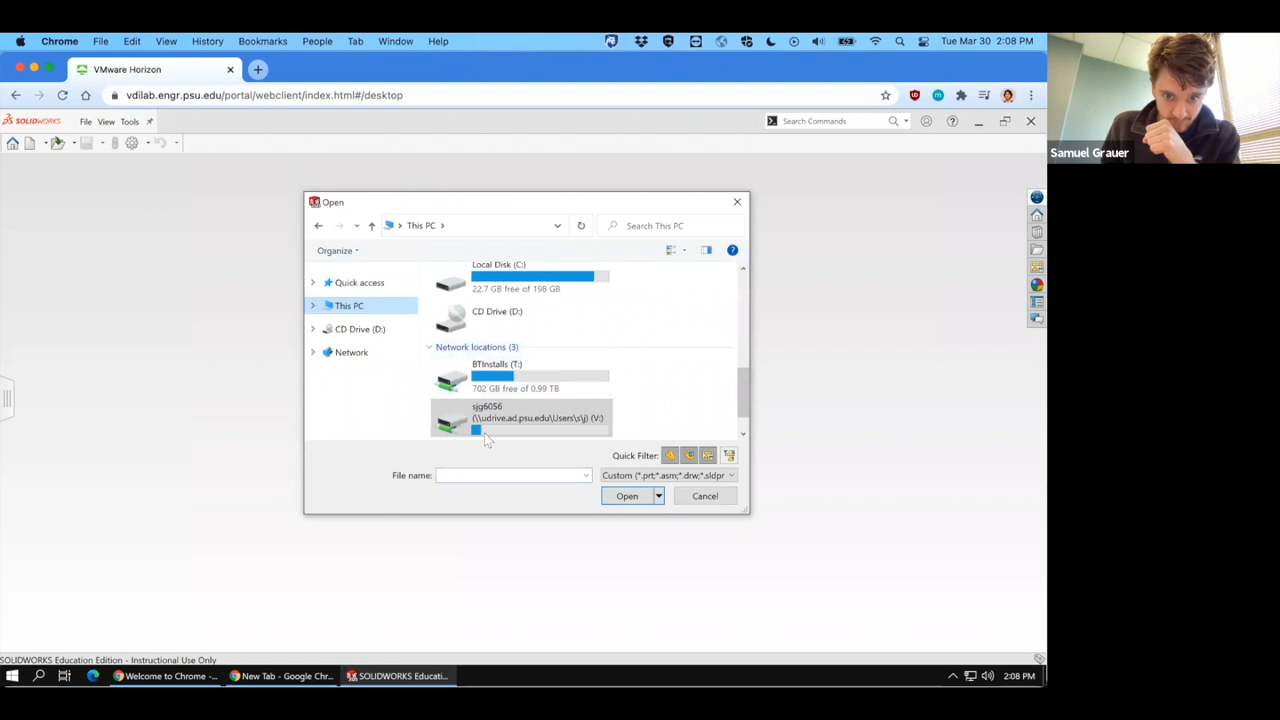 Chrome File Edit View History Bookmarks People Tab Window Help Tue Mar 30 2:08 PM
VMware Horizon
vdilab.engr.psu.edu/portal/webclient/index.html#/desktop
SOLIDWORKS File View Tools Search Commands
Samuel Grauer
Open
This PC Search This PC
Organize
Quick access
This PC
CD Drive (D:)
Network
Local Disk (C:)
22.7 GB free of 198 GB
CD Drive (D:)
Network locations (3)
BTInstalls (T:)
702 GB free of 0.99 TB
sjg6056
(\\udrive.ad.psu.edu\Users\s\j) (V:)
Quick Filter:
File name: Custom (*.prt;*.asm;*.drw;*.sldpr
Open Cancel
SOLIDWORKS Education Edition - Instructional Use Only
Welcome to Chrome -... New Tab - Google Chr... SOLIDWORKS Educati... 2:08 PM